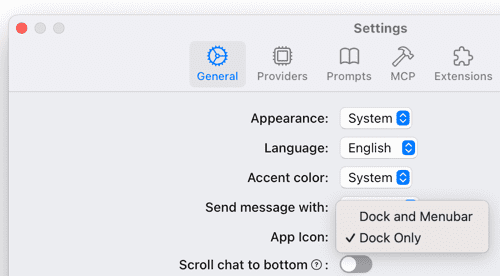 Settings
General
Providers
Prompts
MCP
Extensions
Appearance: System
Language: English
Accent color: System
Send message with:
Dock and Menubar
App Icon: ✓ Dock Only
Scroll chat to bottom ? :